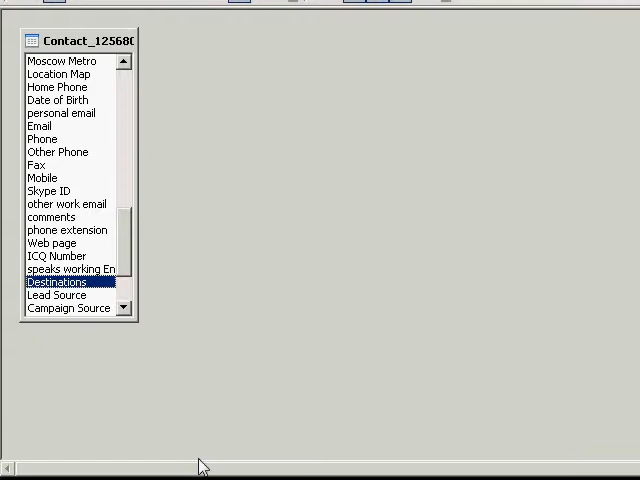 Contact_12568
Moscow Metro
Location Map
Home Phone
Date of Birth
personal email
Email
Phone
Other Phone
Fax
Mobile
Skype ID
other work email
comments
phone extension
Web page
ICQ Number
speaks working En
Destinations
Lead Source
Campaign Source